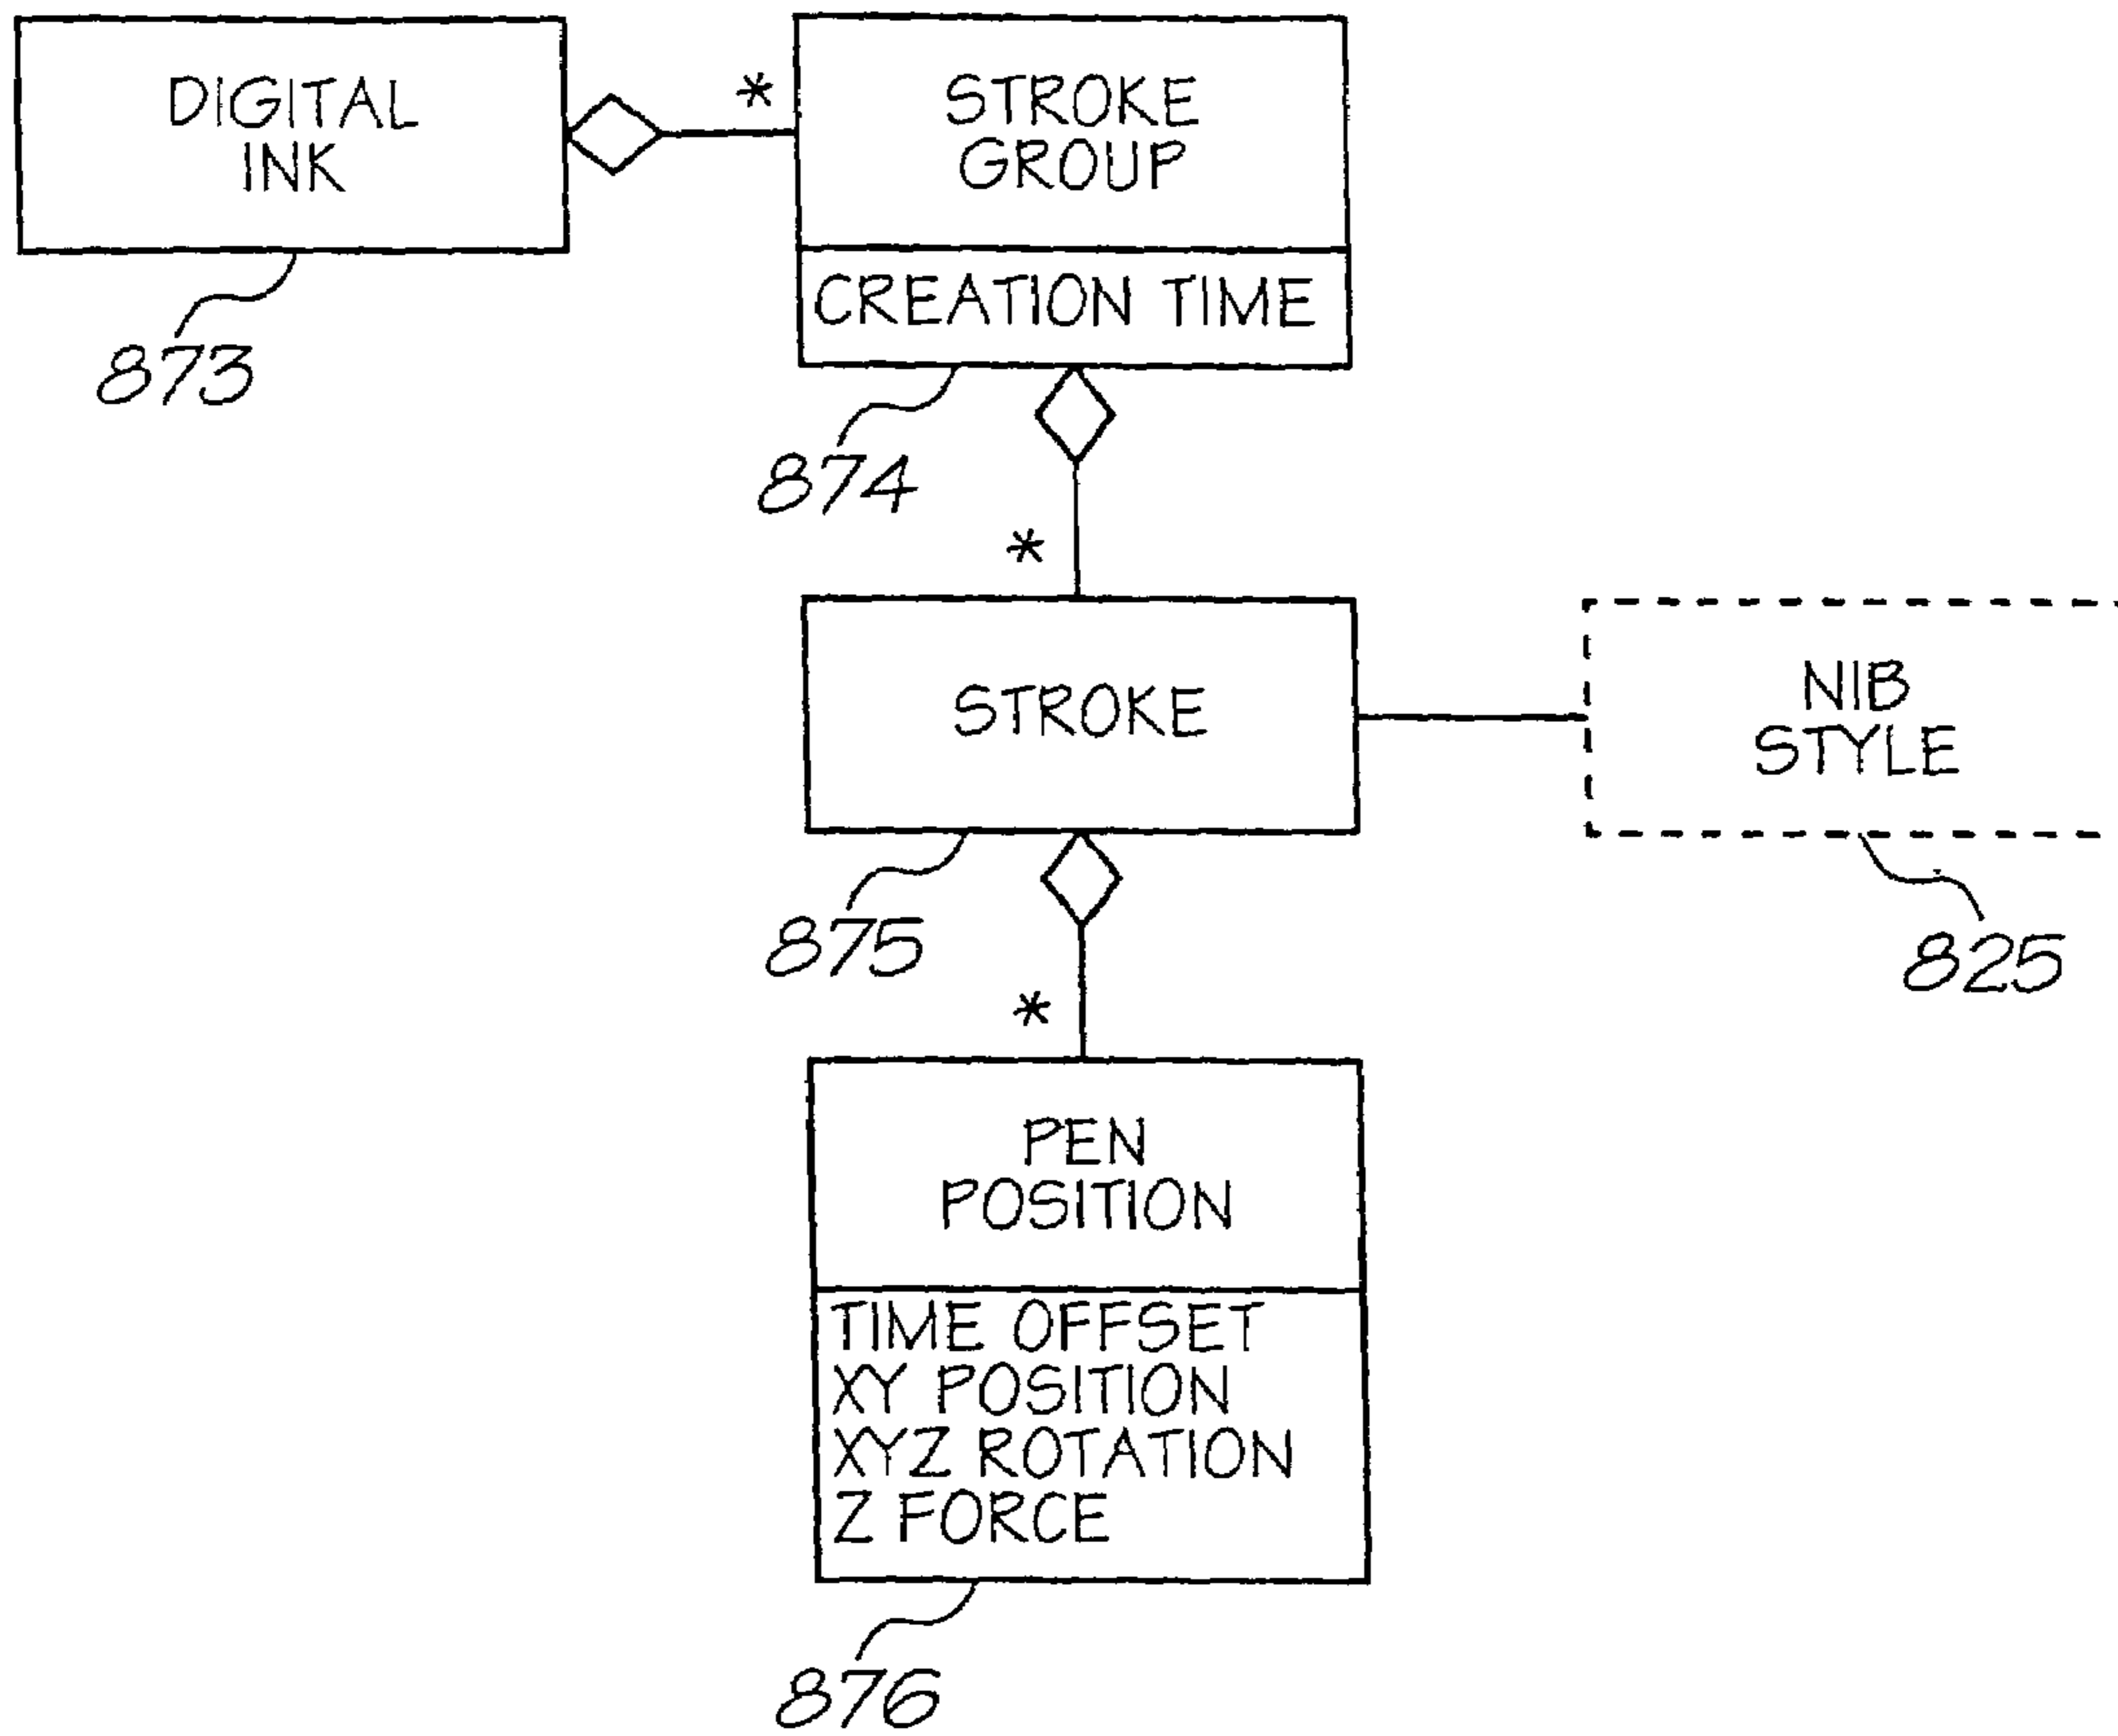 DIGITAL
INK
873
*
STROKE
GROUP
CREATION TIME
874
*
STROKE
875
NIB
STYLE
825
*
PEN
POSITION
TIME OFFSET
XY POSITION
XYZ ROTATION
Z FORCE
876